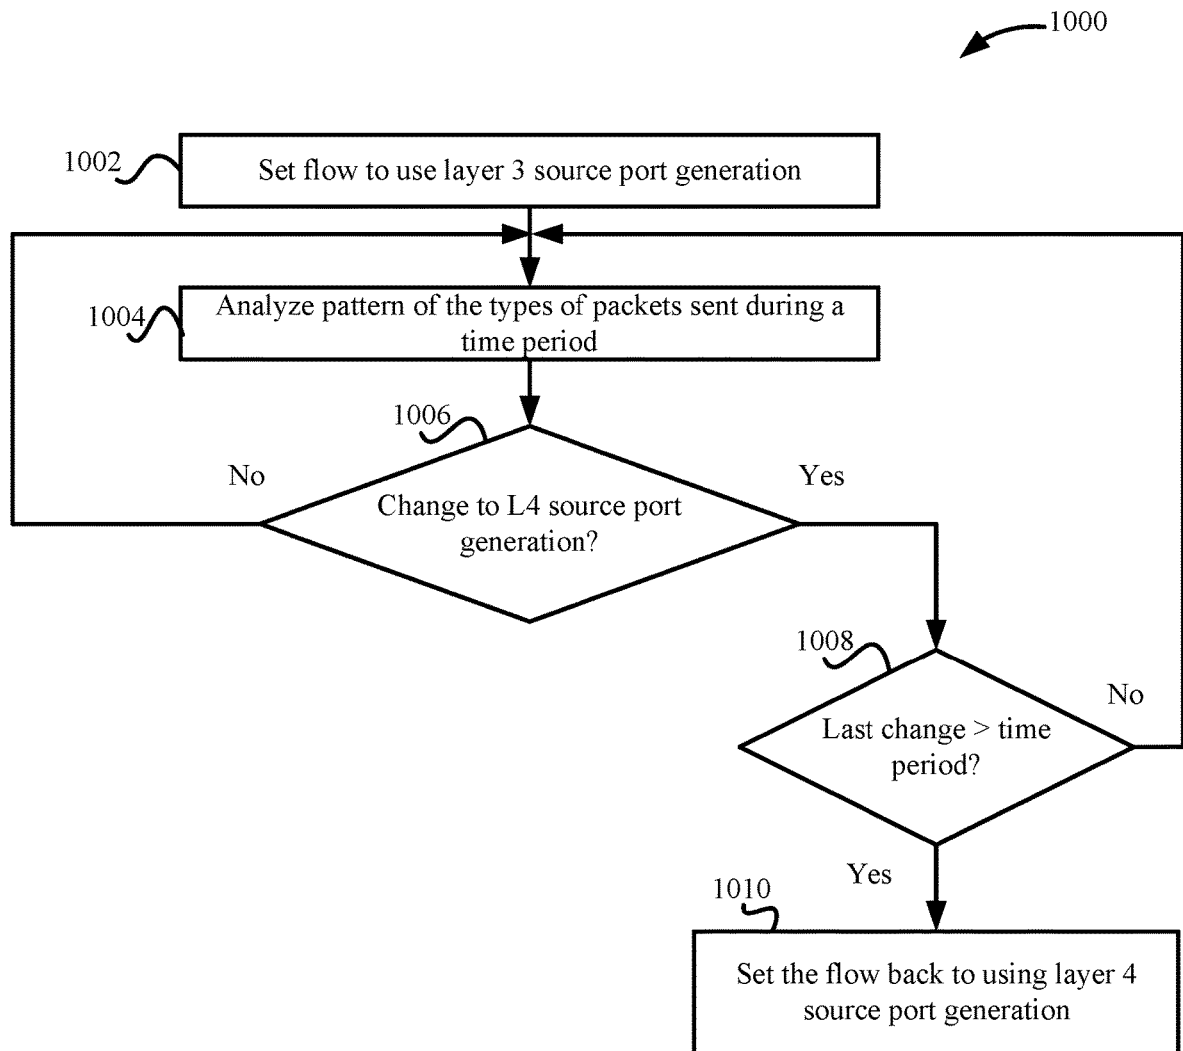 1000
1002
Set flow to use layer 3 source port generation
1004
Analyze pattern of the types of packets sent during a
time period
1006
No
Yes
Change to L4 source port
generation?
1008
No
Last change > time
period?
Yes
1010
Set the flow back to using layer 4
source port generation